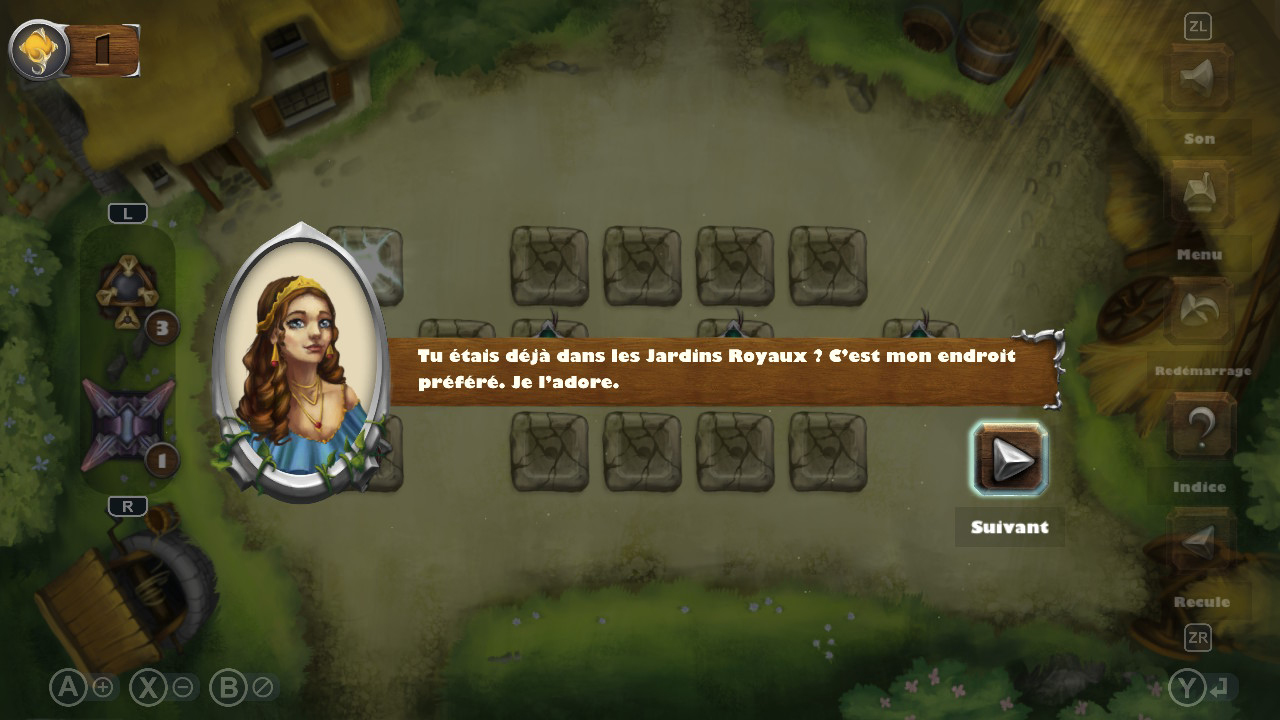 ZL
Son
Menu
L
3
Tu étais déjà dans les Jardins Royaux ? C'est mon endroit
préféré. Je l'adore.
Redémarrage
?
1
Indice
R
Suivant
Recule
ZR
A
X
B
Y